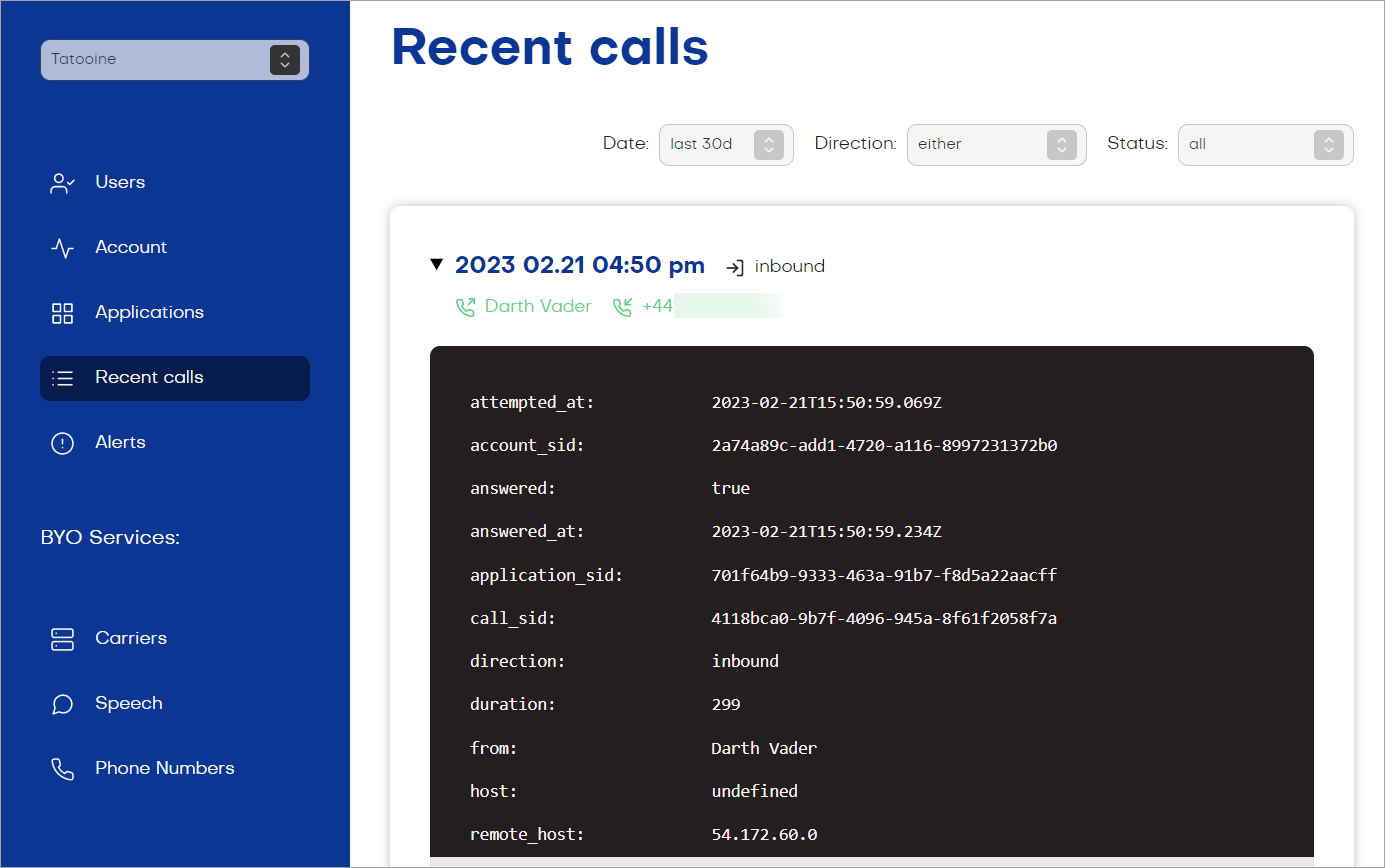 Tatooine
Users
Account
Applications
Recent calls
Alerts
BYO Services:
Carriers
Speech
Phone Numbers
Recent calls
Date: last 30d Direction: either Status: all
2023 02.21 04:50 pm inbound
Darth Vader +44
attempted_at: 2023-02-21T15:50:59.069Z
account_sid: 2a74a89c-add1-4720-a116-8997231372b0
answered: true
answered_at: 2023-02-21T15:50:59.234Z
application_sid: 701f64b9-9333-463a-91b7-f8d5a22aacff
call_sid: 4118bca0-9b7f-4096-945a-8f61f2058f7a
direction: inbound
duration: 299
from: Darth Vader
host: undefined
remote_host: 54.172.60.0